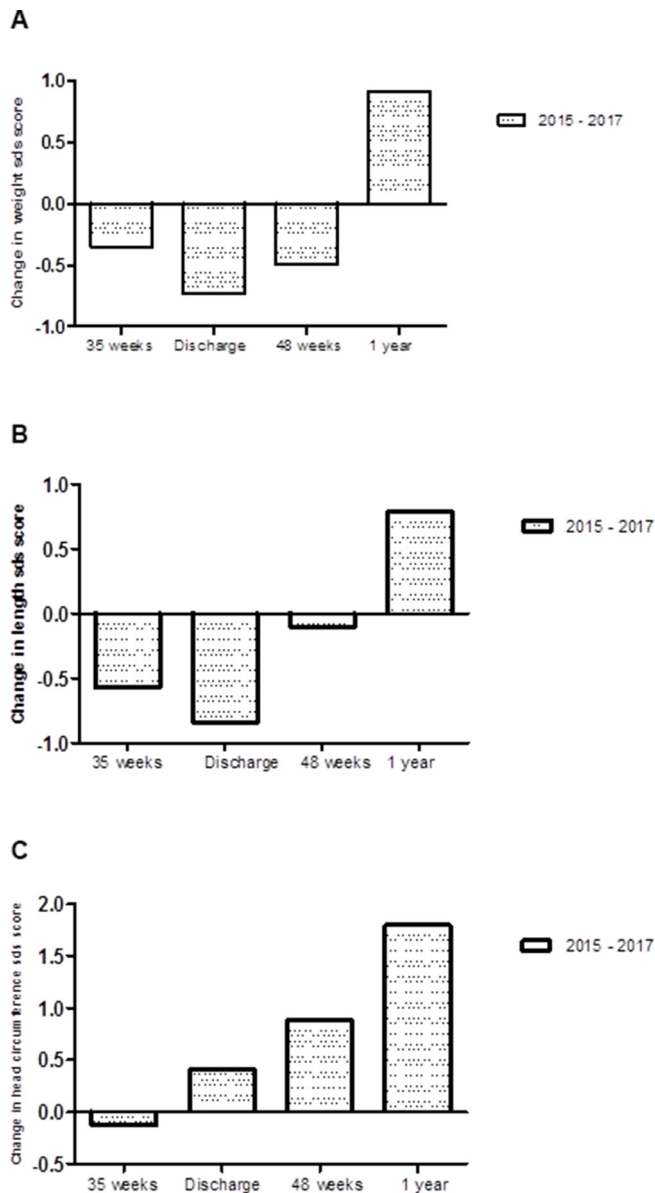 A
Change in weight sds score
1.0
0.5
0.0
-0.5
-1.0
35 weeks Discharge 48 weeks 1 year
2015 - 2017
B
Change in length sds score
1.0
0.5
0.0
-0.5
-1.0
35 weeks Discharge 48 weeks 1 year
2015 - 2017
C
Change in head circumference sds score
2.0
1.5
1.0
0.5
0.0
-0.5
35 weeks Discharge 48 weeks 1 year
2015 - 2017